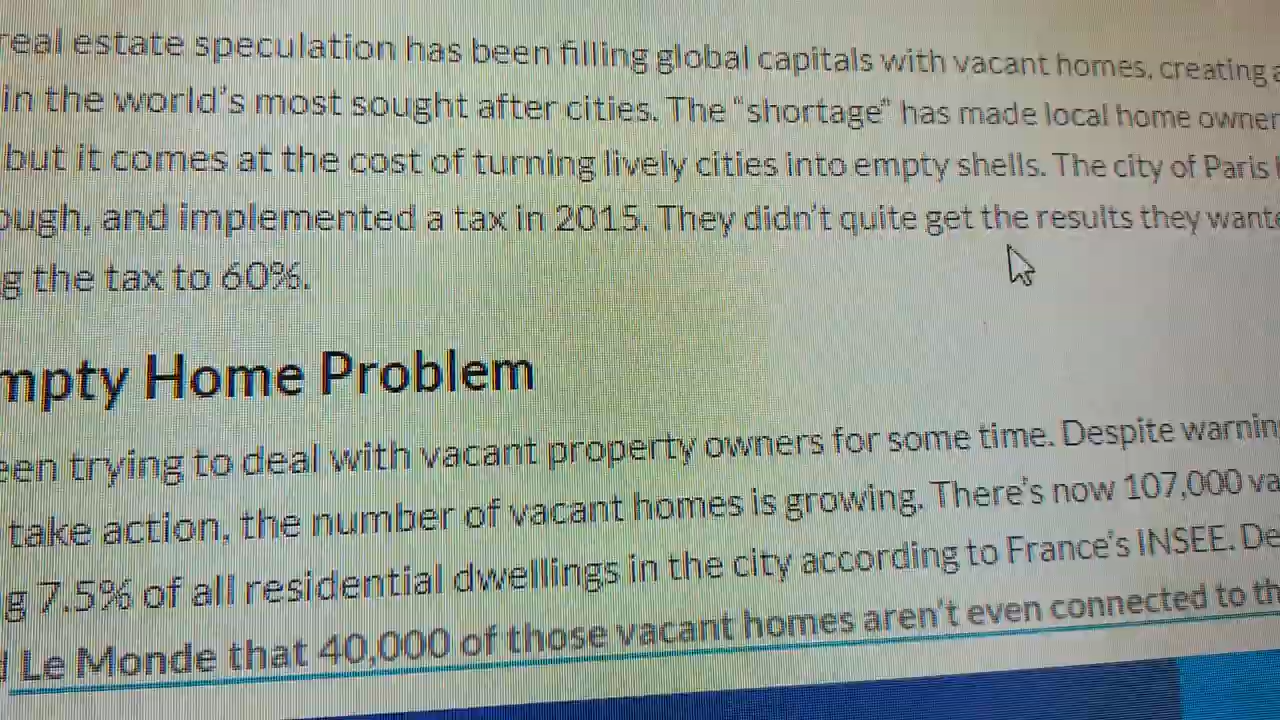 real estate speculation has been filling global capitals with vacant homes, creating a
in the world's most sought after cities. The "shortage" has made local home owner
but it comes at the cost of turning lively cities into empty shells. The city of Paris
ough, and implemented a tax in 2015. They didn't quite get the results they wante
g the tax to 60%.
mpty Home Problem
een trying to deal with vacant property owners for some time. Despite warnin
take action, the number of vacant homes is growing. There's now 107,000 va
g 7.5% of all residential dwellings in the city according to France's INSEE. De
Le Monde that 40,000 of those vacant homes aren't even connected to th